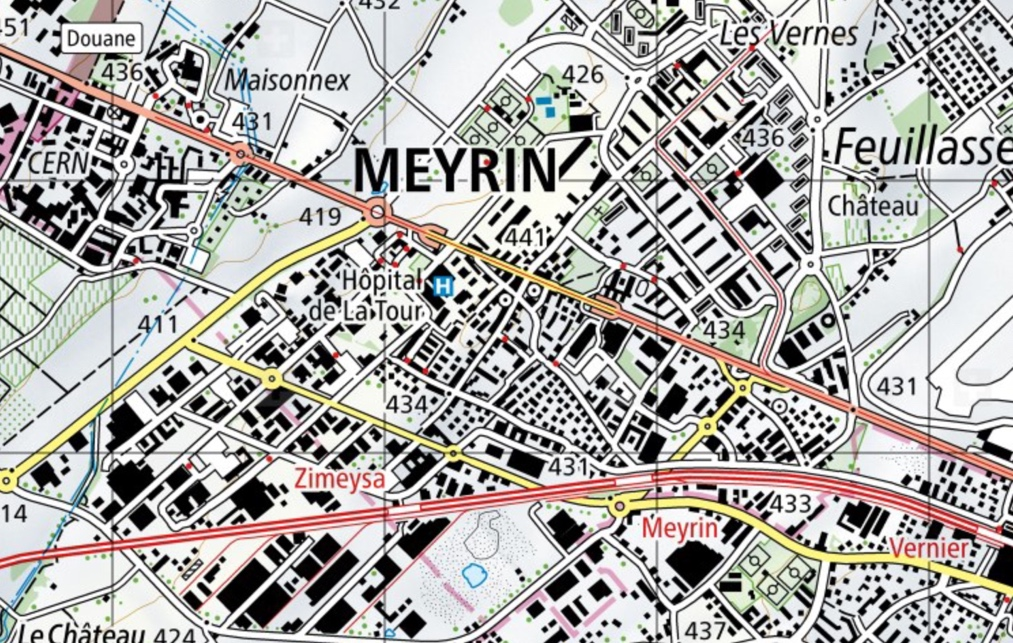 432
451
Douane
Les Vernes
436
Maisonnex
426
431
436
CERN
MEYRIN
Feuillasse
419
Château
441
Hôpital
H
de La Tour
411
434
431
434
431
Zimeysa
433
14
Meyrin
Vernier
Le Château
424
437